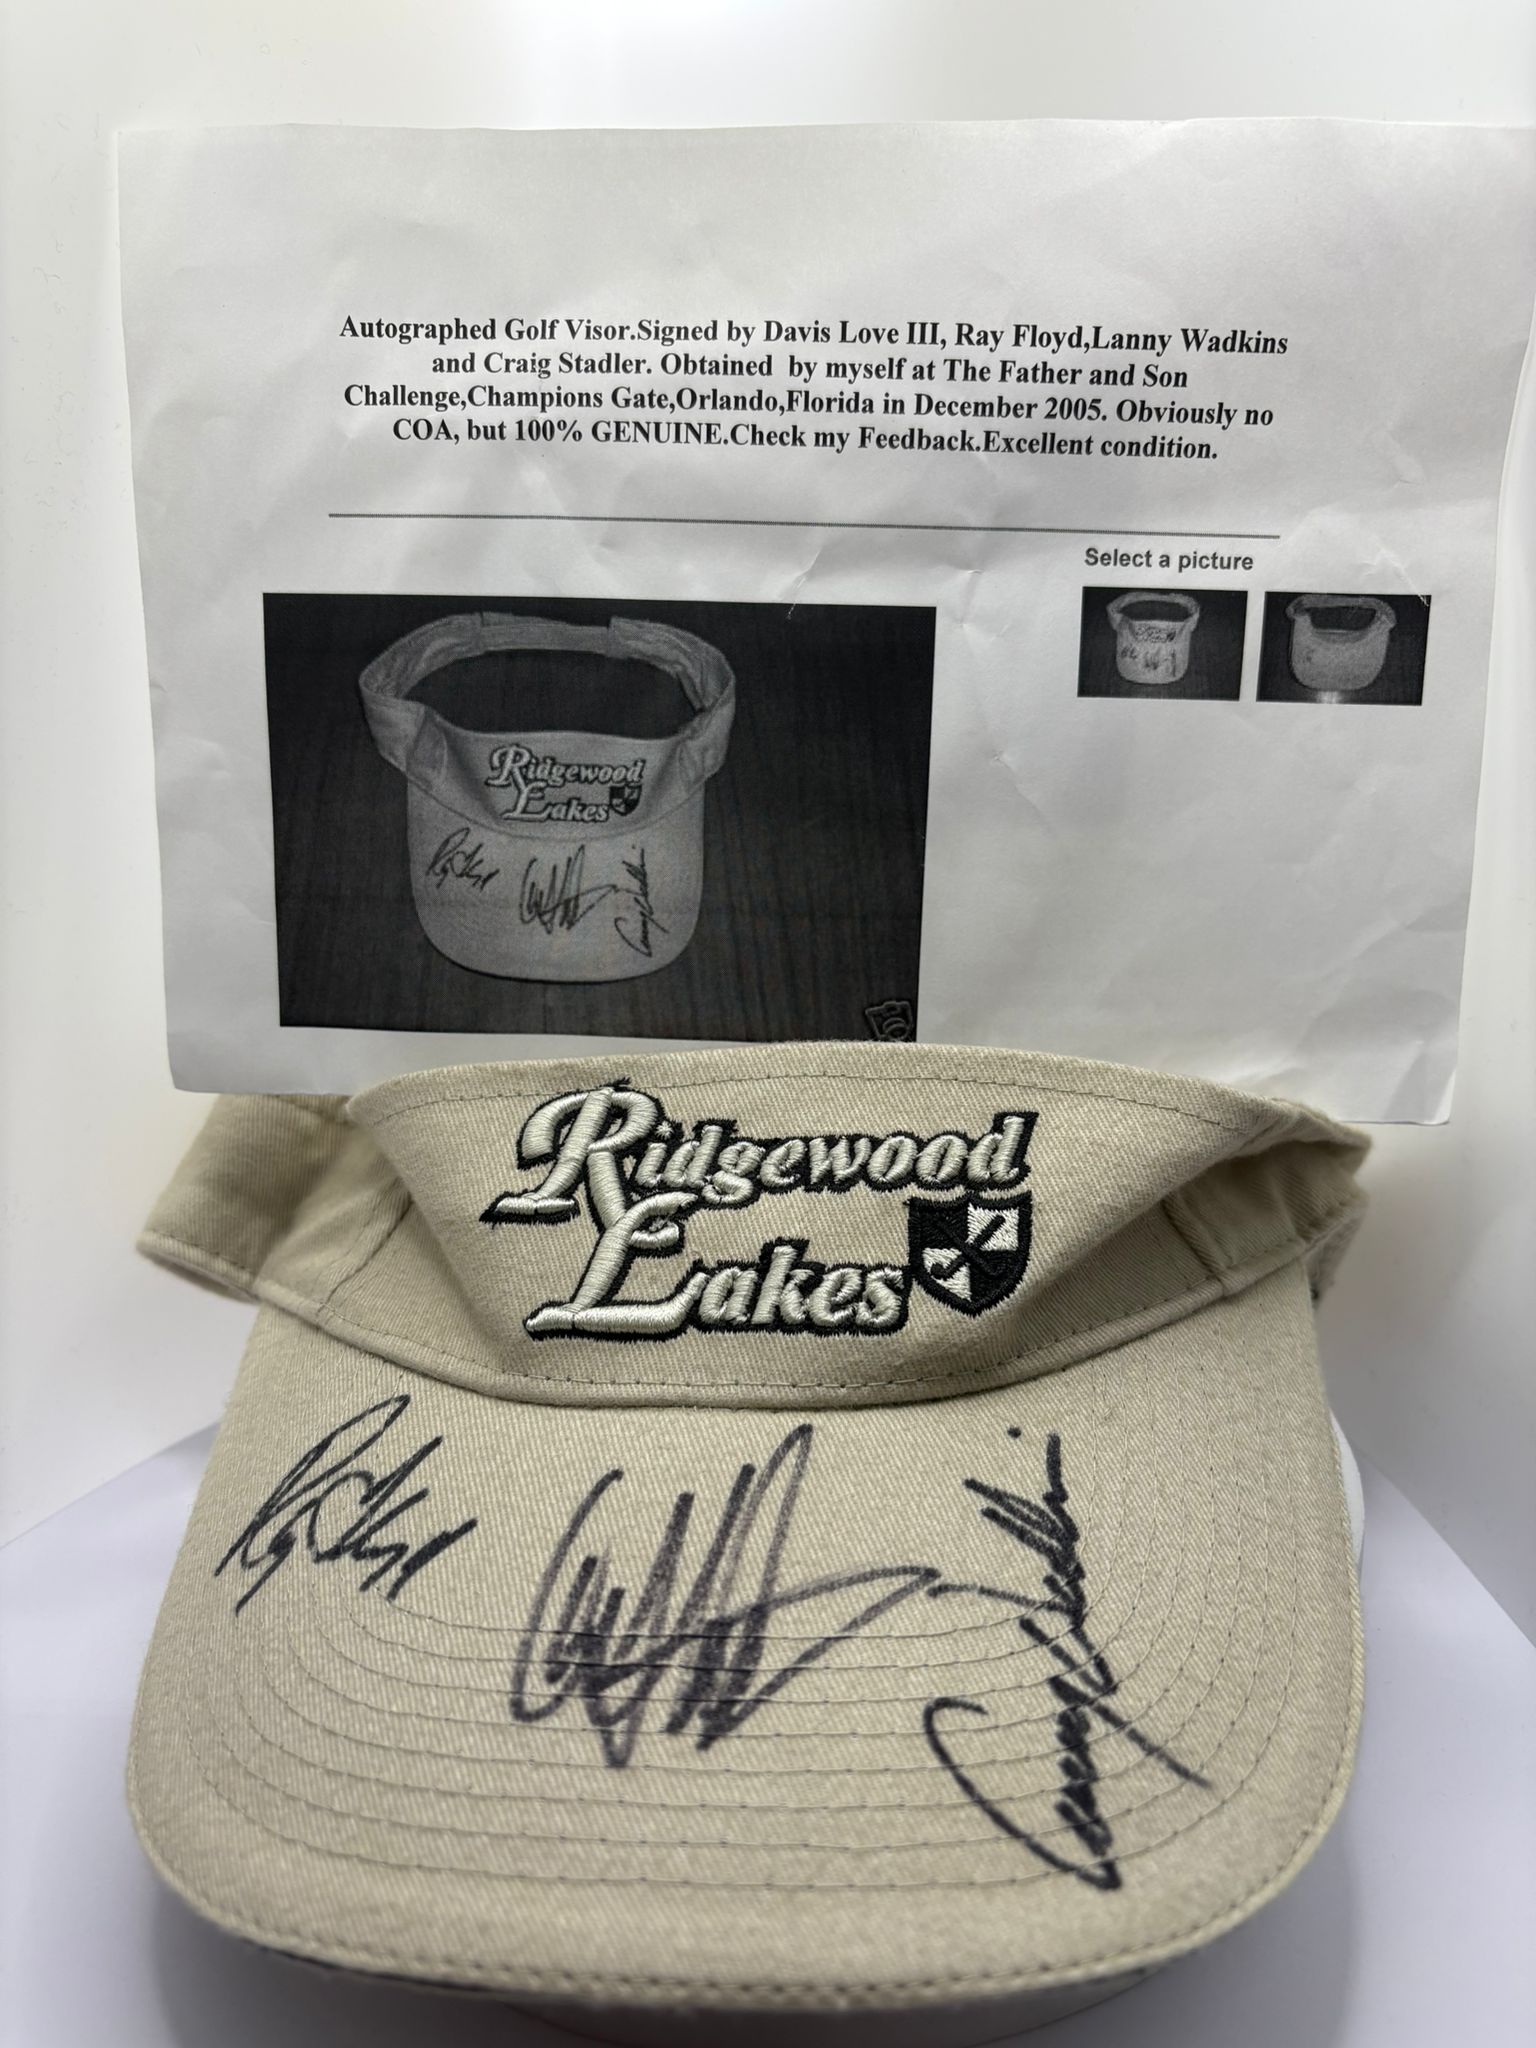 Autographed Golf Visor.Signed by Davis Love III, Ray Floyd,Lanny Wadkins
and Craig Stadler. Obtained by myself at The Father and Son
Challenge,Champions Gate,Orlando,Florida in December 2005. Obviously no
COA, but 100% GENUINE.Check my Feedback.Excellent condition.
Select a picture
Ridgewood
Lakes
Ridgewood
Lakes